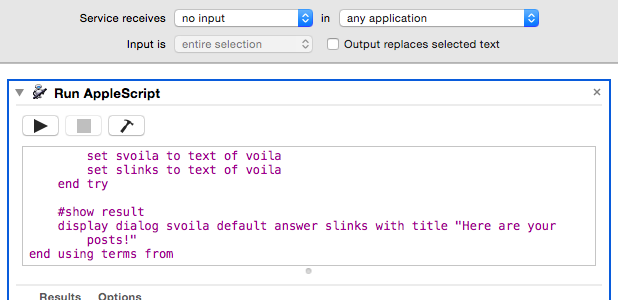 Service receives no input in any application
Input is entire selection Output replaces selected text
Run AppleScript
set svoila to text of voila
set slinks to text of voila
end try
#show result
display dialog svoila default answer slinks with title "Here are your
posts!"
end using terms from
Results Options